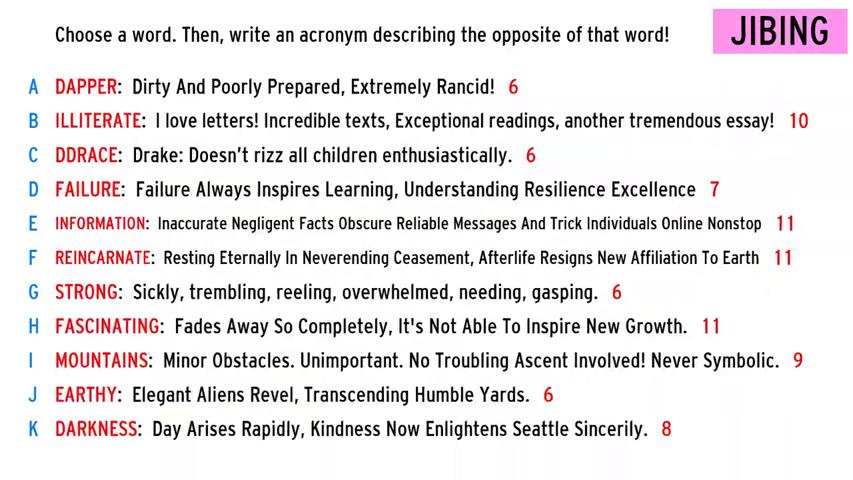 Choose a word. Then, write an acronym describing the opposite of that word!
JIBING
A DAPPER: Dirty And Poorly Prepared, Extremely Rancid! 6
B ILLITERATE: I love letters! Incredible texts, Exceptional readings, another tremendous essay! 10
C DDRACE: Drake: Doesn't rizz all children enthusiastically. 6
D FAILURE: Failure Always Inspires Learning, Understanding Resilience Excellence 7
E INFORMATION: Inaccurate Negligent Facts Obscure Reliable Messages And Trick Individuals Online Nonstop 11
F REINCARNATE: Resting Eternally In Neverending Ceasement, Afterlife Resigns New Affiliation To Earth 11
G STRONG: Sickly, trembling, reeling, overwhelmed, needing, gasping. 6
H FASCINATING: Fades Away So Completely, It's Not Able To Inspire New Growth. 11
I MOUNTAINS: Minor Obstacles. Unimportant. No Troubling Ascent Involved! Never Symbolic. 9
J EARTHY: Elegant Aliens Revel, Transcending Humble Yards. 6
K DARKNESS: Day Arises Rapidly, Kindness Now Enlightens Seattle Sincerily. 8